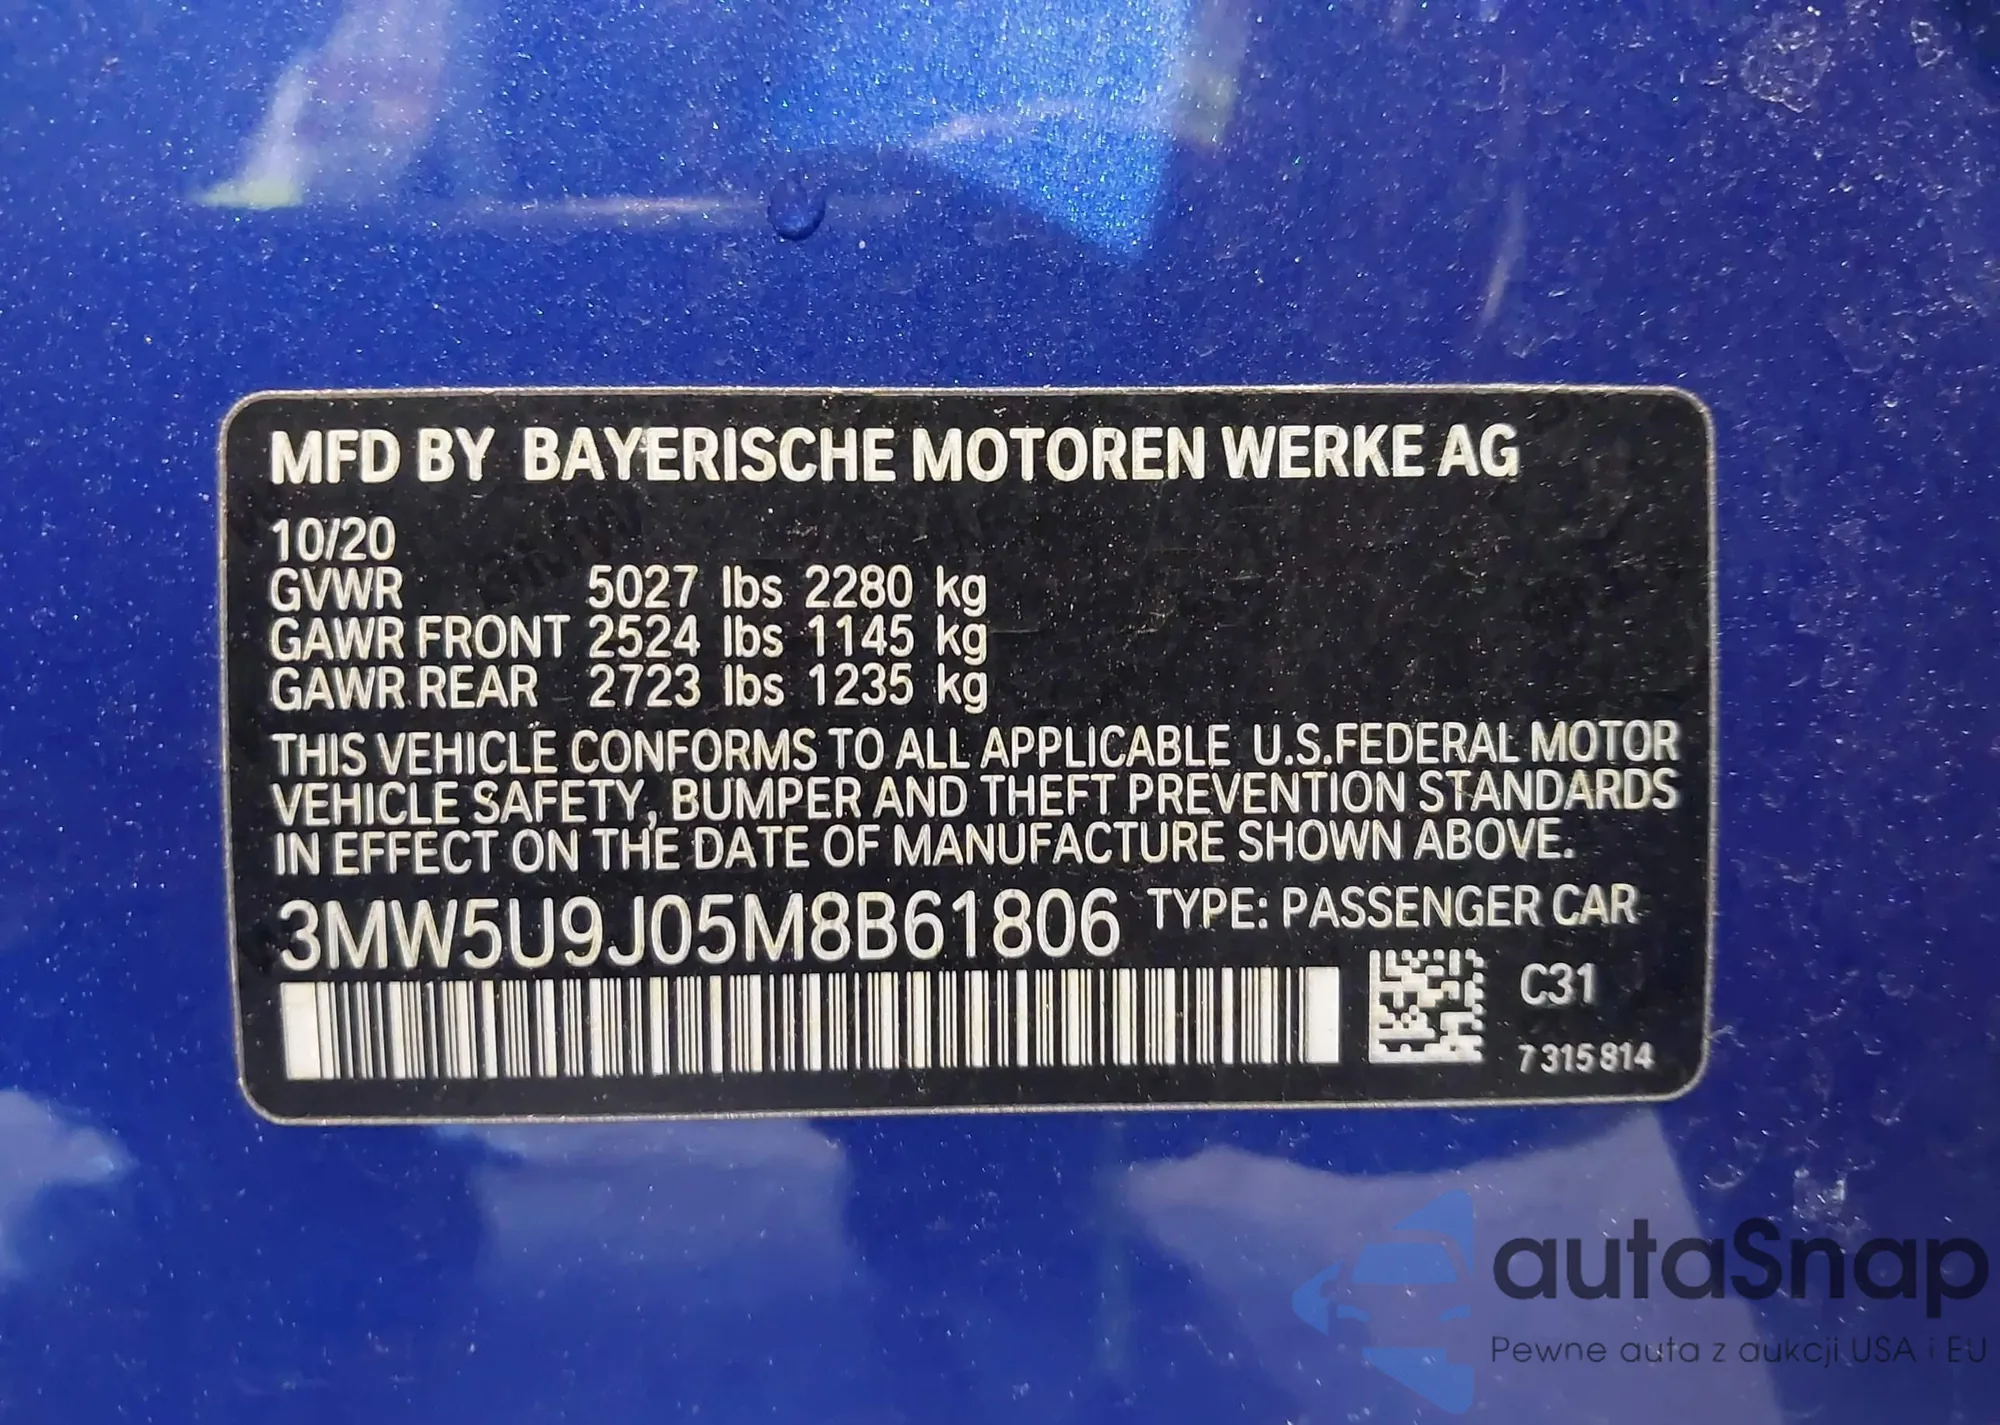 MFD BY BAYERISCHE MOTOREN WERKE AG
10/20
GVWR 5027 lbs 2280 kg
GAWR FRONT 2524 lbs 1145 kg
GAWR REAR 2723 lbs 1235 kg
THIS VEHICLE CONFORMS TO ALL APPLICABLE U.S.FEDERAL MOTOR
VEHICLE SAFETY, BUMPER AND THEFT PREVENTION STANDARDS
IN EFFECT ON THE DATE OF MANUFACTURE SHOWN ABOVE.
3MW5U9J05M8B61806 TYPE: PASSENGER CAR
C31
7315814
autaSnap
Pewne auta z aukcji USA i EU